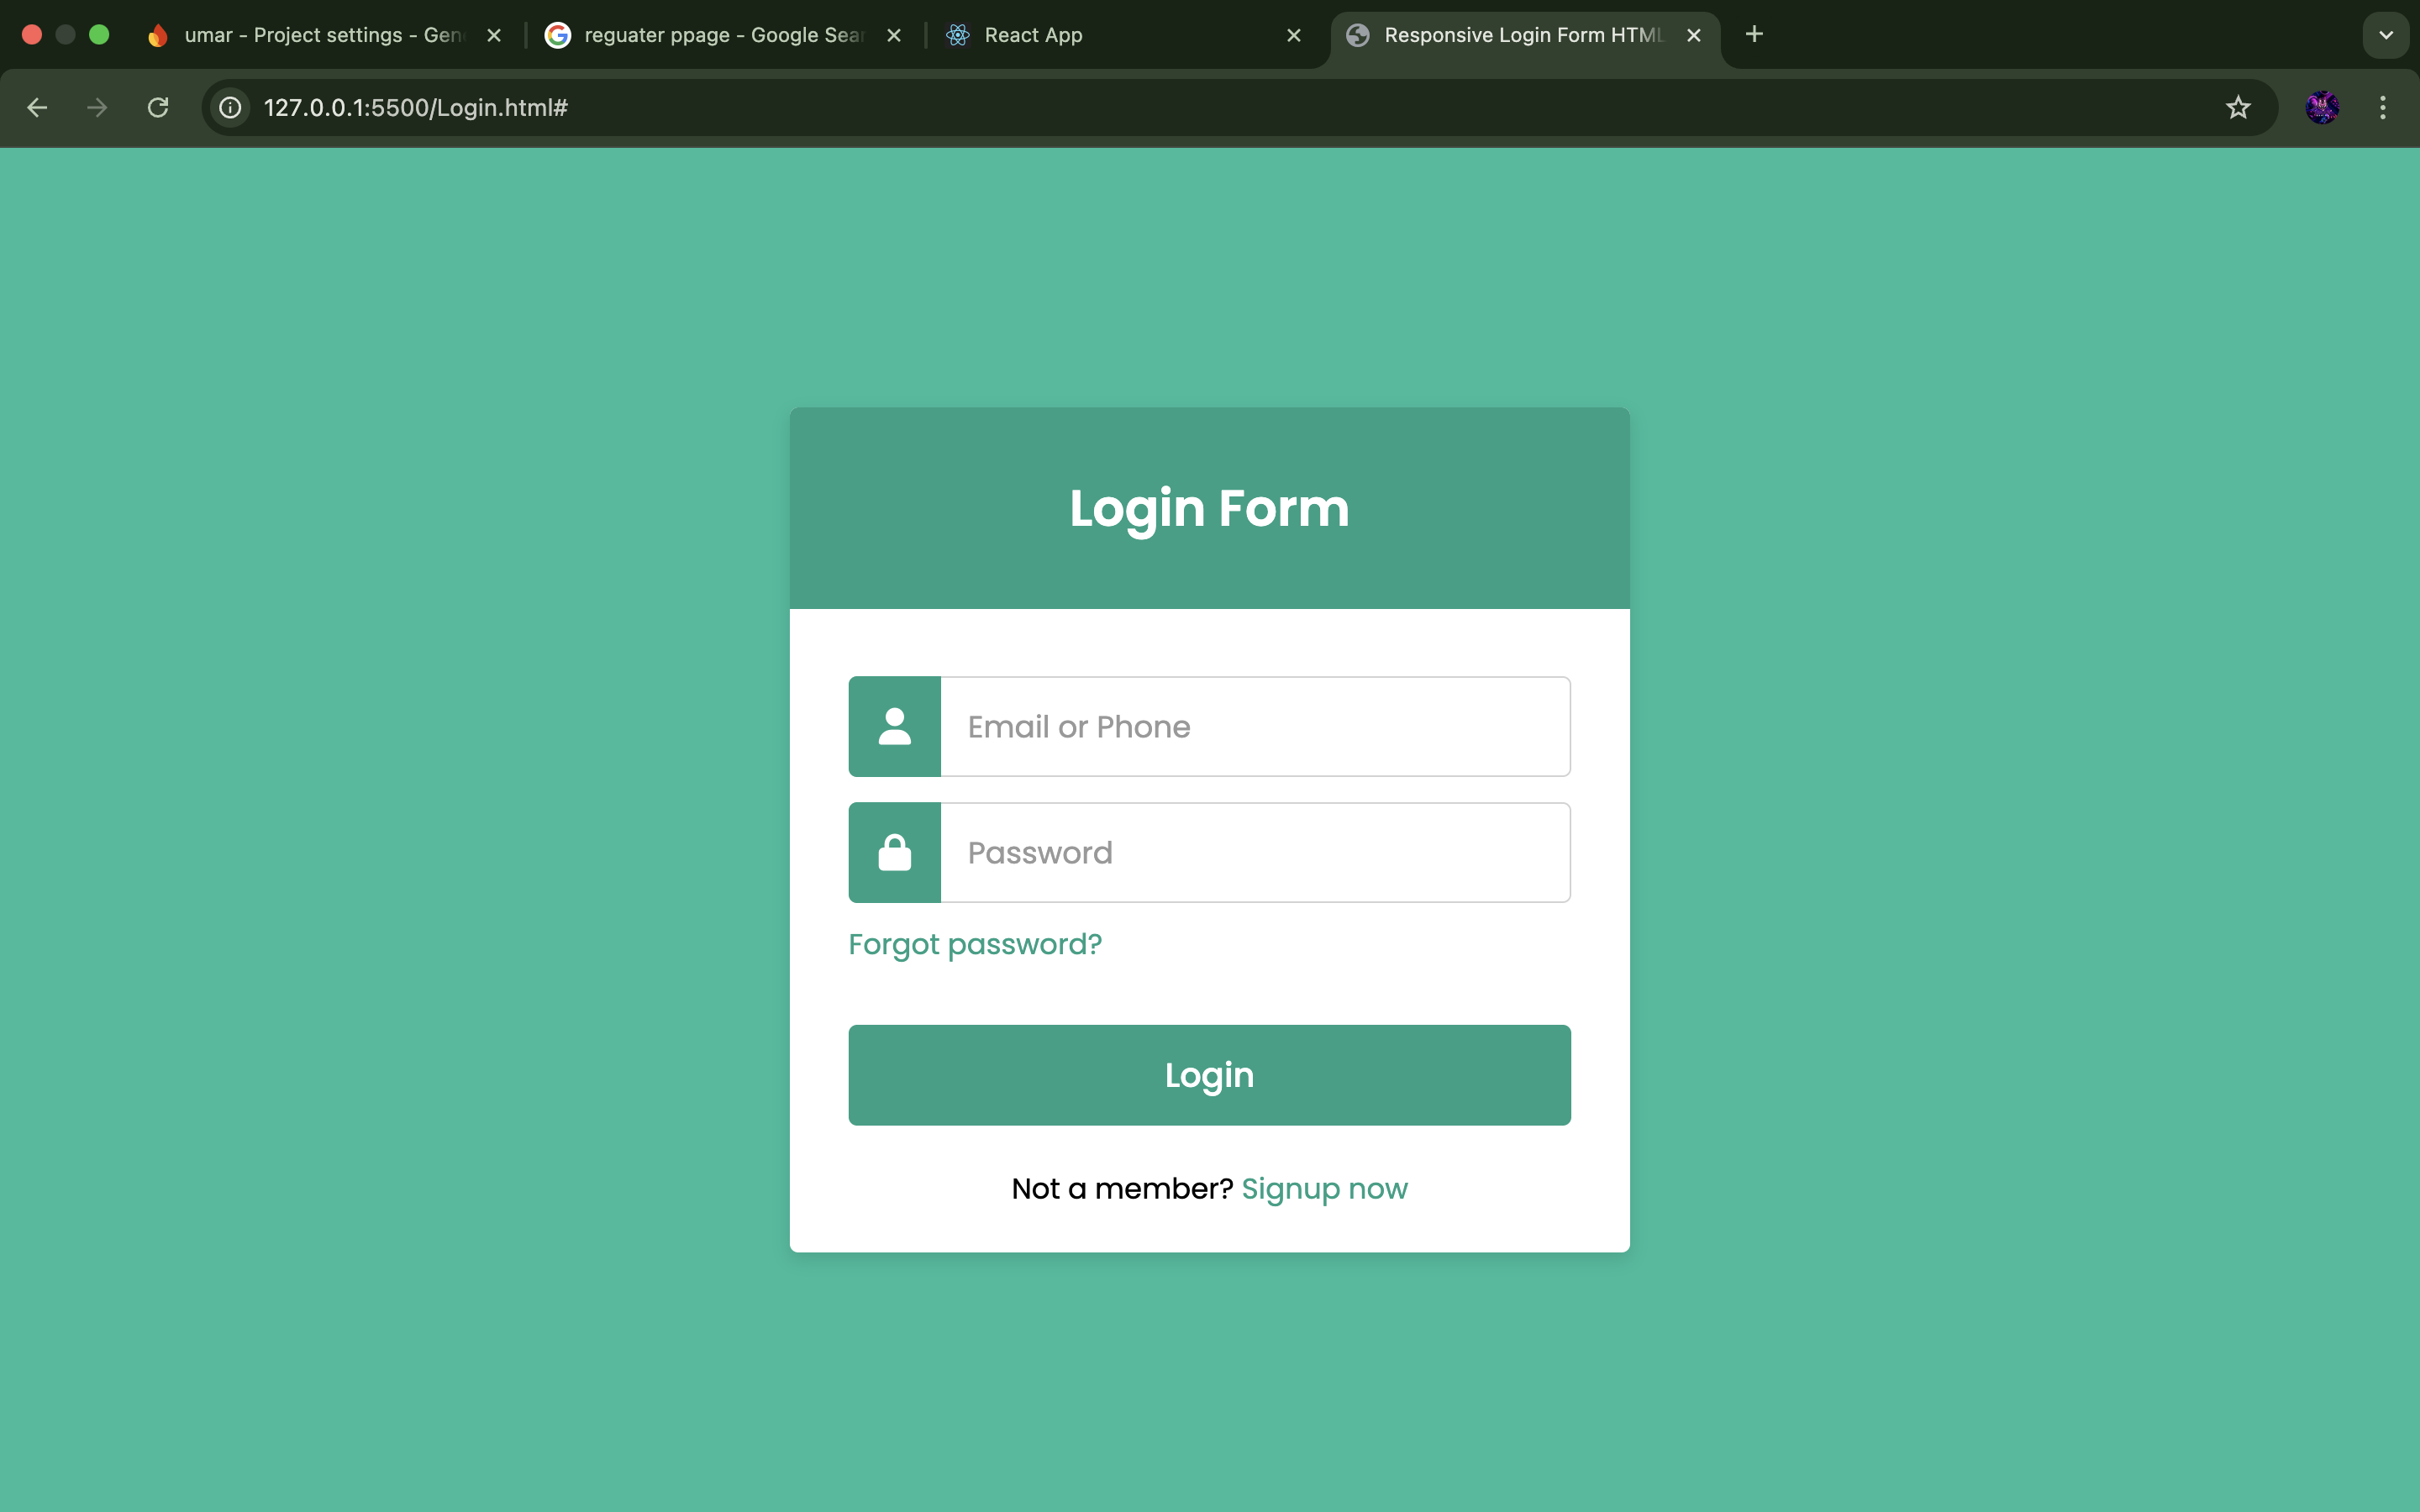 umar - Project settings - Gen
reguater ppage - Google Sear
React App
Responsive Login Form HTML
127.0.0.1:5500/Login.html#
Login Form
Email or Phone
Password
Forgot password?
Login
Not a member? Signup now